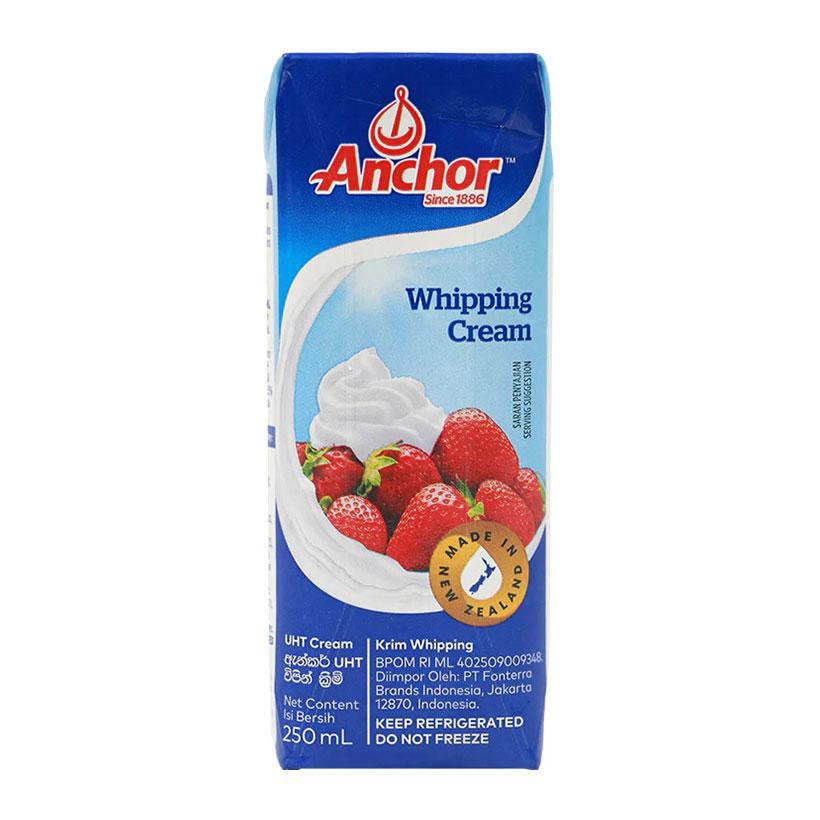 Anchor™
Since 1886
Whipping
Cream
SARAN PENYAJIAN
SERVING SUGGESTION
MADE IN
NEW ZEALAND
UHT Cream
ඇන්කර් UHT
විපින් ක්‍රීම්
Net Content
Isi Bersih
250 mL
Krim Whipping
BPOM RI ML 402509009348.
Diimpor Oleh: PT Fonterra
Brands Indonesia, Jakarta
12870, Indonesia.
KEEP REFRIGERATED
DO NOT FREEZE